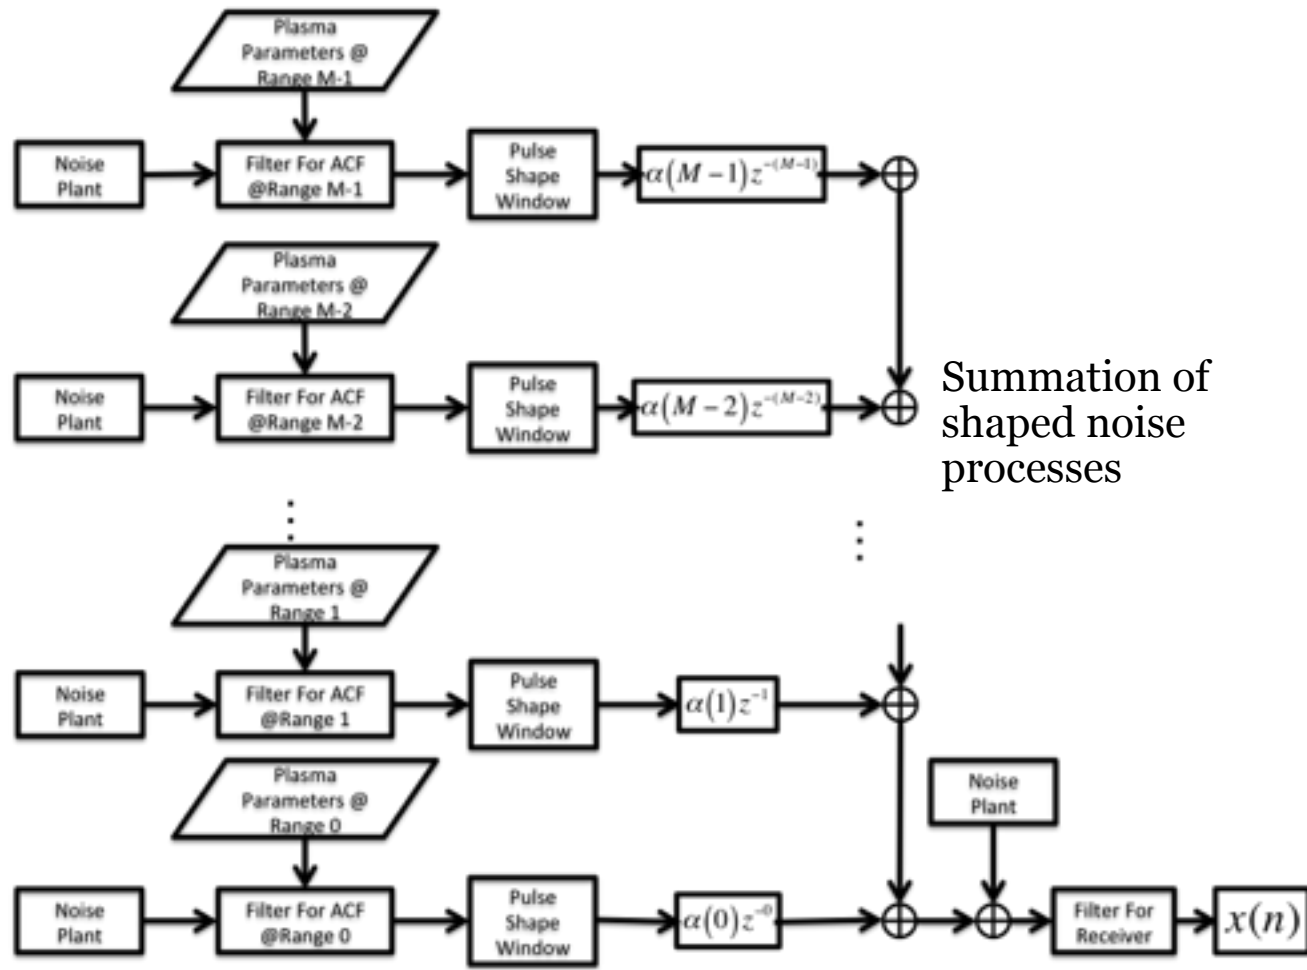 Plasma
Parameters @
Range M-1
Noise
Plant
Filter For ACF
@Range M-1
Pulse
Shape
Window
α(M−1)z^{−(M−1)}
Plasma
Parameters @
Range M-2
Noise
Plant
Filter For ACF
@Range M-2
Pulse
Shape
Window
α(M−2)z^{−(M−2)}
Summation of
shaped noise
processes
Plasma
Parameters @
Range 1
Noise
Plant
Filter For ACF
@Range 1
Pulse
Shape
Window
α(1)z^{−1}
Plasma
Parameters @
Range 0
Noise
Plant
Noise
Plant
Filter For ACF
@Range 0
Pulse
Shape
Window
α(0)z^{−0}
Filter For
Receiver
x(n)